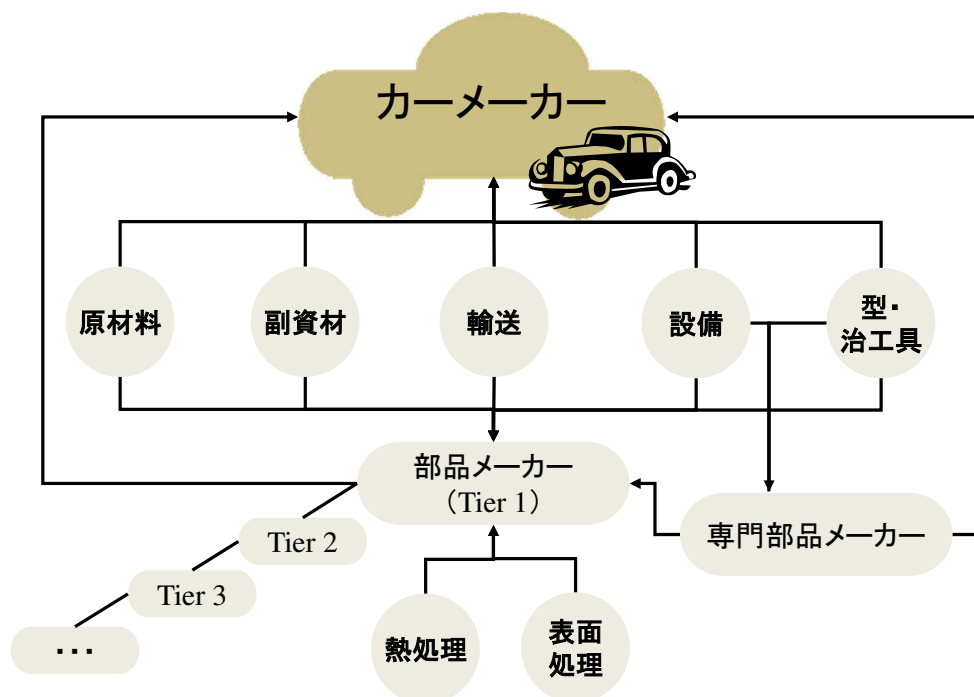 カーメーカー
原材料
副資材
輸送
設備
型・
治工具
部品メーカー
（Tier 1）
専門部品メーカー
Tier 2
Tier 3
・・・
熱処理
表面
処理